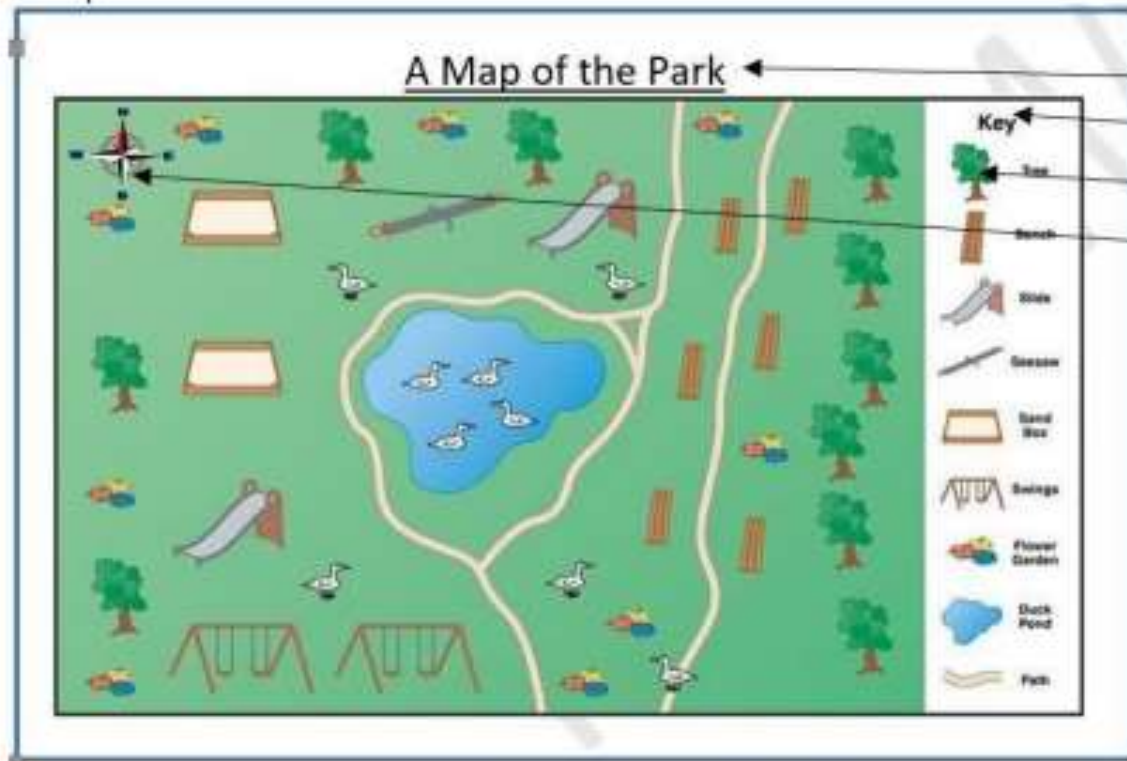 A Map of the Park
Key
Tree
Bench
Slide
Seesaw
Sand
Box
Swings
Flower
Garden
Duck
Pond
Path